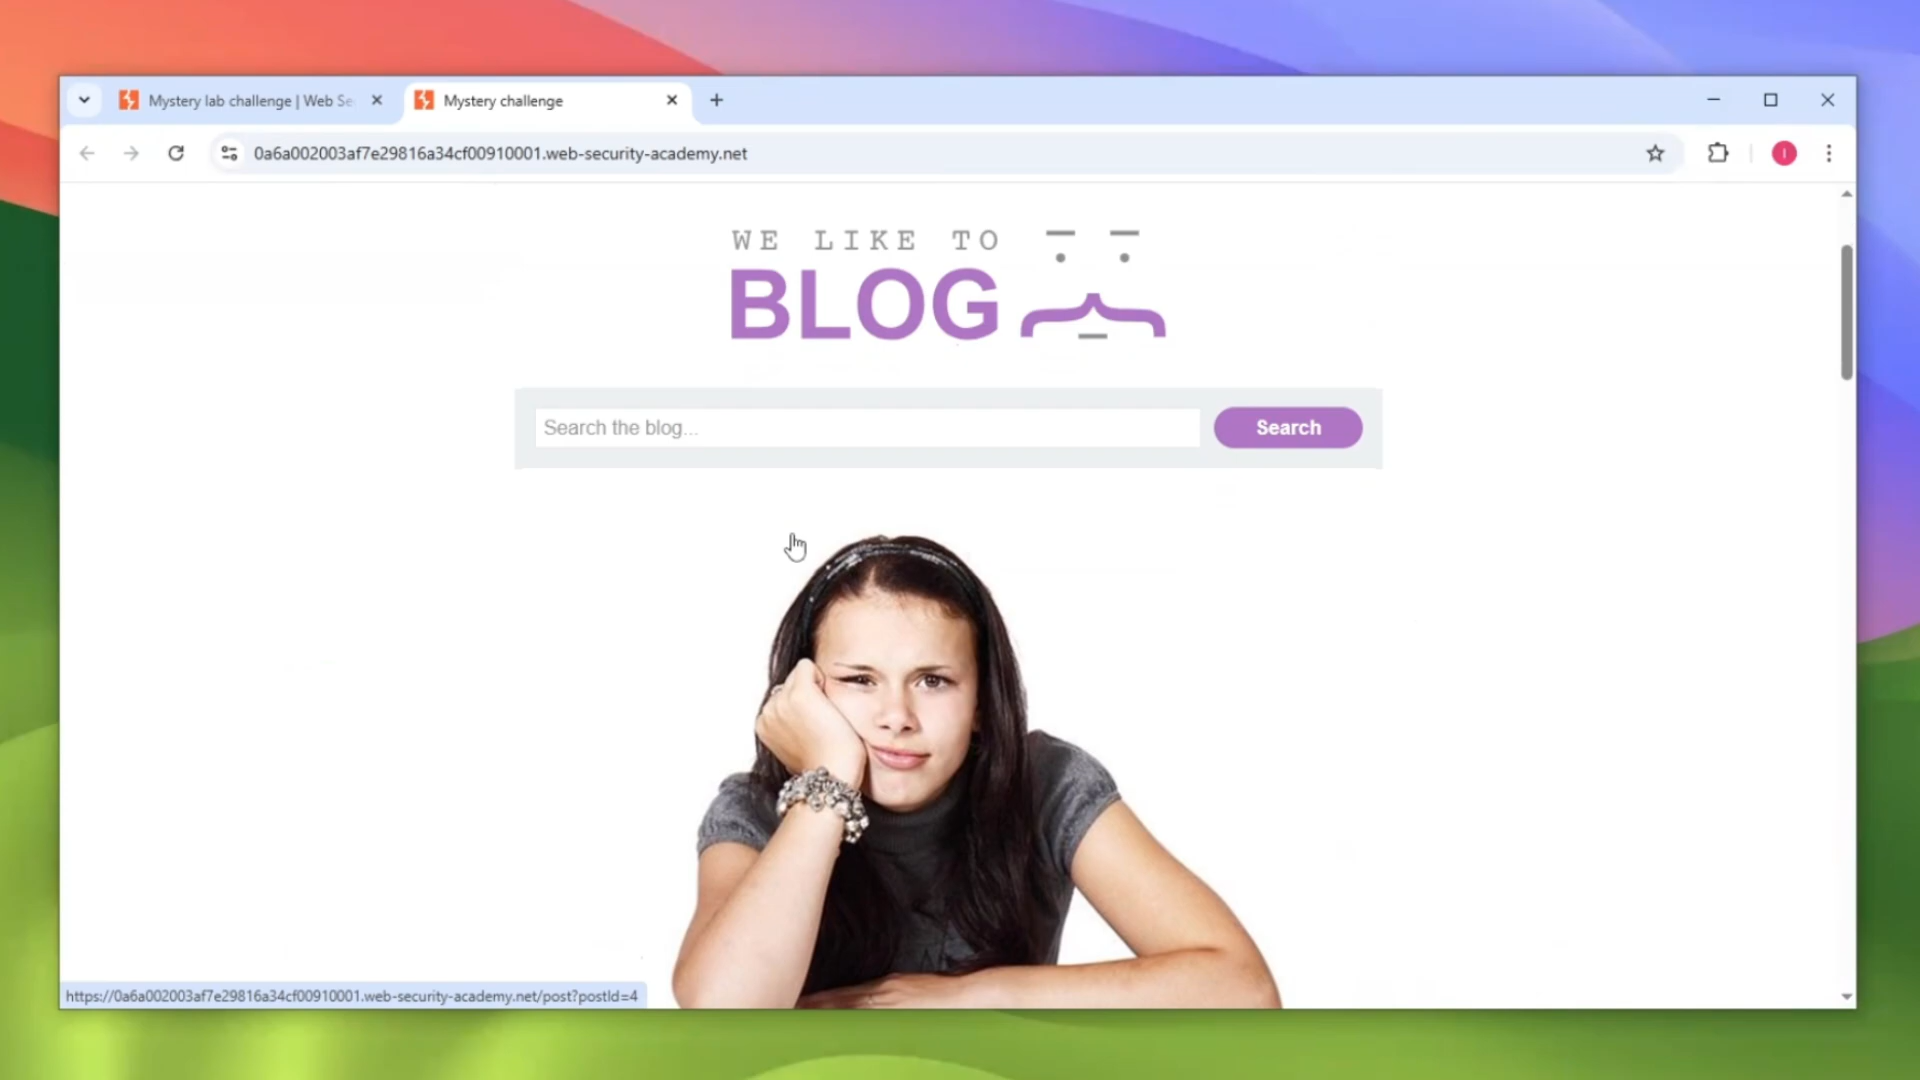 Mystery lab challenge | Web Se
Mystery challenge
0a6a002003af7e29816a34cf00910001.web-security-academy.net
I
WE LIKE TO
BLOG
Search the blog...
Search
https://0a6a002003af7e29816a34cf00910001.web-security-academy.net/post?postId=4